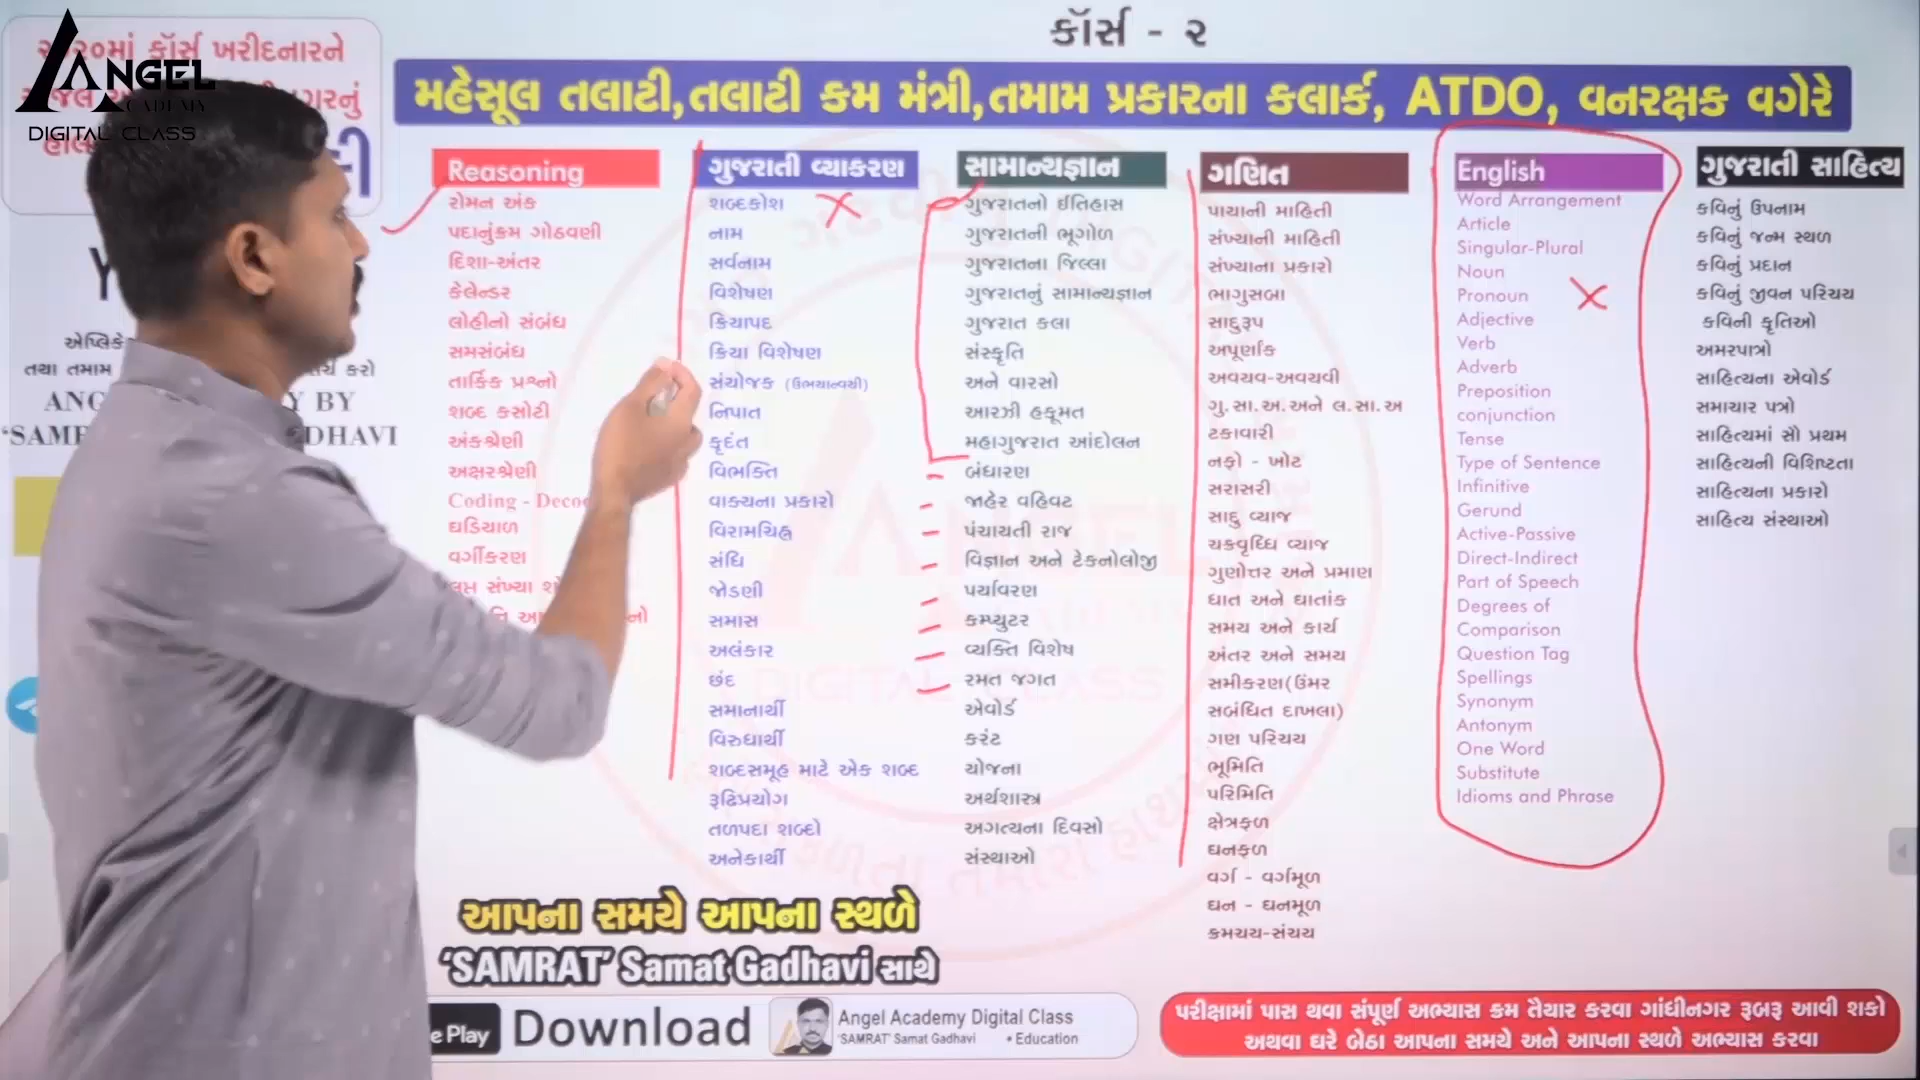 કૉર્સ - ૨
કૉર્સ ખરીદનારને
ANGEL
ACADEMY
DIGITAL CLASS
મહેસૂલ તલાટી,તલાટી કમ મંત્રી,તમામ પ્રકારના કલાર્ક, ATDO, વનરક્ષક વગેરે
તથા તમામ
Reasoning
રોમન અંક
પદાનુંક્રમ ગોઠવણી
દિશા-અંતર
કેલેન્ડર
લોહીનો સંબંધ
સમસંબંધ
તાર્કિક પ્રશ્નો
શબ્દ કસોટી
અંકશ્રેણી
અક્ષરશ્રેણી
Coding -
ઘડિયાળ
વર્ગીકરણ
ગુજરાતી વ્યાકરણ
શબ્દકોશ
નામ
સર્વનામ
વિશેષણ
ક્રિયાપદ
ક્રિયા વિશેષણ
સંયોજક (ઉભયાન્વયી)
નિપાત
કૃદંત
વિભક્તિ
વાક્યના પ્રકારો
વિરામચિહ્ન
સંધિ
જોડણી
સમાસ
અલંકાર
છંદ
સમાનાર્થી
વિરુધાર્થી
શબ્દસમૂહ માટે એક શબ્દ
રૂઢિપ્રયોગ
તળપદા શબ્દો
અનેકાર્થી
સામાન્યજ્ઞાન
ગુજરાતનો ઈતિહાસ
ગુજરાતની ભૂગોળ
ગુજરાતના જિલ્લા
ગુજરાતનું સામાન્યજ્ઞાન
ગુજરાત કલા
સંસ્કૃતિ
અને વારસો
આરઝી હકૂમત
મહાગુજરાત આંદોલન
બંધારણ
જાહેર વહિવટ
પંચાયતી રાજ
વિજ્ઞાન અને ટેકનોલોજી
પર્યાવરણ
કમ્પ્યુટર
વ્યક્તિ વિશેષ
રમત જગત
એવોર્ડ
કરંટ
યોજના
અર્થશાસ્ત્ર
અગત્યના દિવસો
સંસ્થાઓ
ગણિત
પાયાની માહિતી
સંખ્યાની માહિતી
સંખ્યાના પ્રકારો
ભાગુસબા
સાદુરૂપ
અપૂર્ણાંક
અવયવ-અવયવી
ગુ.સા.અ.અને લ.સા.અ
ટકાવારી
નફો - ખોટ
સરાસરી
સાદુ વ્યાજ
ચક્રવૃધ્ધિ વ્યાજ
ગુણોત્તર અને પ્રમાણ
ઘાત અને ઘાતાંક
સમય અને કાર્ય
અંતર અને સમય
સમીકરણ(ઉંમર
સબંધિત દાખલા)
ગણ પરિચય
ભૂમિતિ
પરિમિતિ
ક્ષેત્રફળ
ઘનફળ
વર્ગ - વર્ગમૂળ
ઘન - ઘનમૂળ
ક્રમચય-સંચય
English
Word Arrangement
Article
Singular-Plural
Noun
Pronoun
Adjective
Verb
Adverb
Preposition
conjunction
Tense
Type of Sentence
Infinitive
Gerund
Active-Passive
Direct-Indirect
Part of Speech
Degrees of
Comparison
Question Tag
Spellings
Synonym
Antonym
One Word
Substitute
Idioms and Phrase
ગુજરાતી સાહિત્ય
કવિનું ઉપનામ
કવિનું જન્મ સ્થળ
કવિનું પ્રદાન
કવિનું જીવન પરિચય
કવિની કૃતિઓ
અમરપાત્રો
સાહિત્યના એવોર્ડ
સમાચાર પત્રો
સાહિત્યમાં સૌ પ્રથમ
સાહિત્યની વિશિષ્ટતા
સાહિત્યના પ્રકારો
સાહિત્ય સંસ્થાઓ
આપના સમયે આપના સ્થળે
'SAMRAT' Samat Gadhavi સાથે
Play
Download
Angel Academy Digital Class
'SAMRAT' Samat Gadhavi • Education
પરીક્ષામાં પાસ થવા સંપૂર્ણ અભ્યાસ ક્રમ તૈયાર કરવા ગાંધીનગર રૂબરૂ આવી શકો
અથવા ઘરે બેઠા આપના સમયે અને આપના સ્થળે અભ્યાસ કરવા